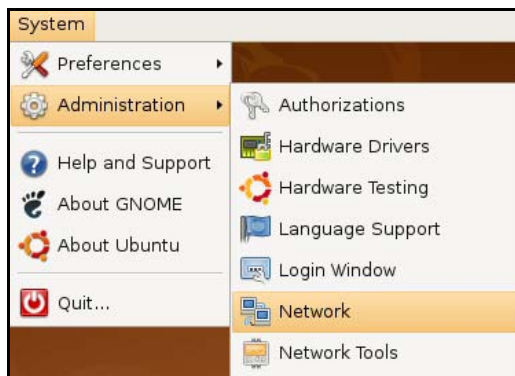 System
Preferences
Administration
Help and Support
About GNOME
About Ubuntu
Quit...
Authorizations
Hardware Drivers
Hardware Testing
Language Support
Login Window
Network
Network Tools